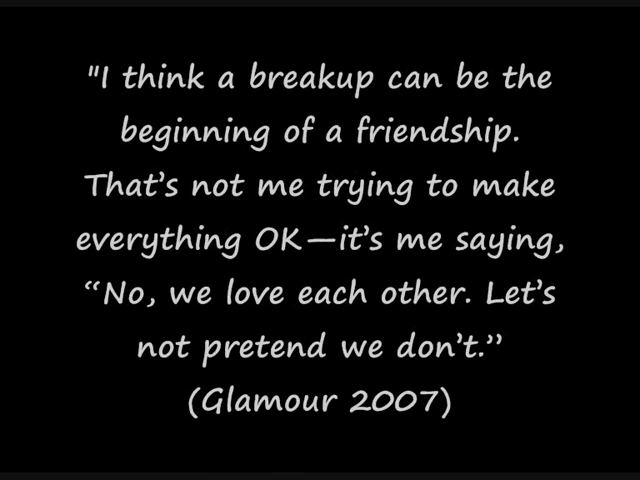 "I think a breakup can be the
beginning of a friendship.
That’s not me trying to make
everything OK—it’s me saying,
“No, we love each other. Let’s
not pretend we don’t.”
(Glamour 2007)